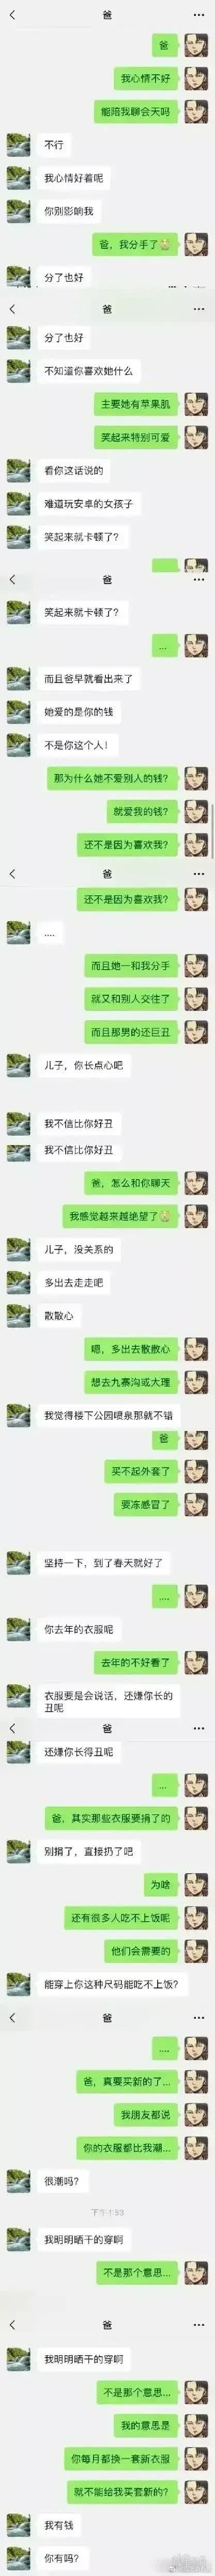 爸
爸
我心情不好
能陪我聊会天吗
不行
我心情好着呢
你别影响我
爸，我分手了
分了也好
爸
分了也好
不知道你喜欢她什么
主要她有苹果肌
笑起来特别可爱
看你这话说的
难道玩安卓的女孩子
笑起来就卡顿了？
爸
笑起来就卡顿了？
...
而且爸早就看出来了
她爱的是你的钱
不是你这个人！
那为什么她不爱别人的钱？
就爱我的钱？
还不是因为喜欢我？
爸
还不是因为喜欢我？
....
而且她一和我分手
就又和别人交往了
而且那男的还巨丑
儿子，你长点心吧
我不信比你好丑
我不信比你好丑
爸，怎么和你聊天
我感觉越来越绝望了
儿子，没关系的
多出去走走吧
散散心
嗯，多出去散散心
想去九寨沟或大理
我觉得楼下公园喷泉那就不错
爸
买不起外套了
要冻感冒了
坚持一下，到了春天就好了
....
你去年的衣服呢
去年的不好看了
衣服要是会说话，还嫌你长的
丑呢
爸
还嫌你长得丑呢
...
爸，其实那些衣服要捐了的
别捐了，直接扔了吧
为啥
还有很多人吃不上饭呢
他们会需要的
能穿上你这种尺码能吃不上饭？
爸
....
爸，真要买新的了...
我朋友都说
你的衣服都比我潮...
很潮吗？
下午1:33
我明明晒干的穿啊
不是那个意思...
爸
我明明晒干的穿啊
不是那个意思...
我的意思是
你每月都换一套新衣服
就不能给我买套新的？
我有钱
你有吗？